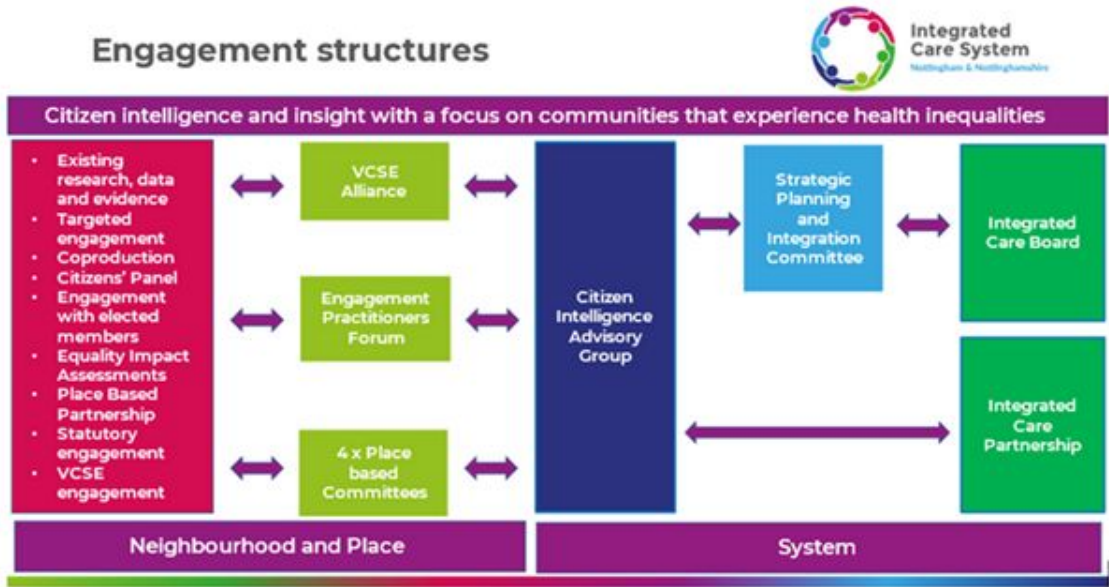 Engagement structures
Integrated
Care System
Nottingham & Nottinghamshire
Citizen intelligence and insight with a focus on communities that experience health inequalities
• Existing
research, data
and evidence
• Targeted
engagement
• Coproduction
• Citizens' Panel
• Engagement
with elected
members
• Equality Impact
Assessments
• Place Based
Partnership
• Statutory
engagement
• VCSE
engagement
VCSE
Alliance
Engagement
Practitioners
Forum
4 x Place
based
Committees
Citizen
Intelligence
Advisory
Group
Strategic
Planning
and
Integration
Committee
Integrated
Care Board
Integrated
Care
Partnership
Neighbourhood and Place
System